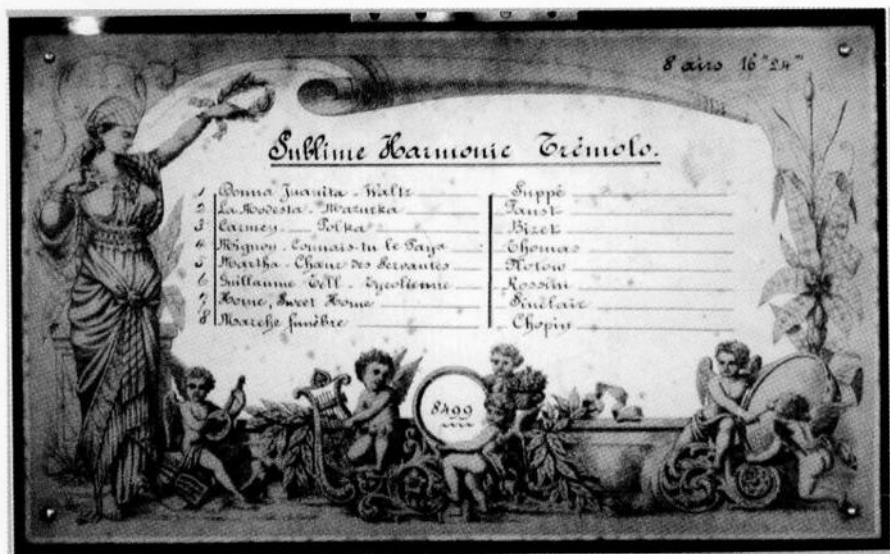 8 airs 16" 24"
Sublime Harmonie Trémolo.
1 Donna Juanita - Waltz Suppé
2 La Modesta - Mazurka Faust
3 Carmen Polka Bizet
4 Mignon - Connais-tu le Pays Thomas
5 Martha - Chœur des Servantes Flotow
6 Guillaume Tell - Tyrolienne Rossini
7 Home, Sweet Home Sinclair
8 Marche funèbre Chopin
8499